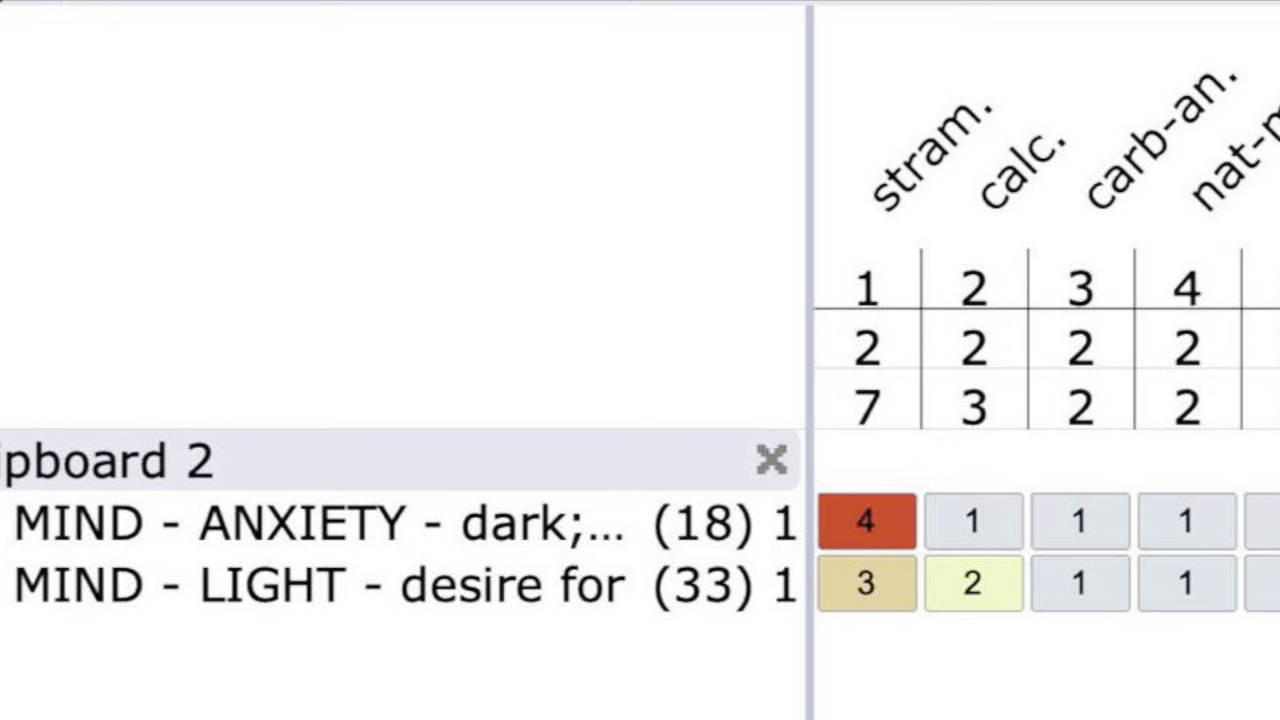 stram. calc. carb-an.
1 2 3 4
2 2 2 2
7 3 2 2
2
MIND - ANXIETY - dark;... (18) 1 4 1 1 1
MIND - LIGHT - desire for (33) 1 3 2 1 1